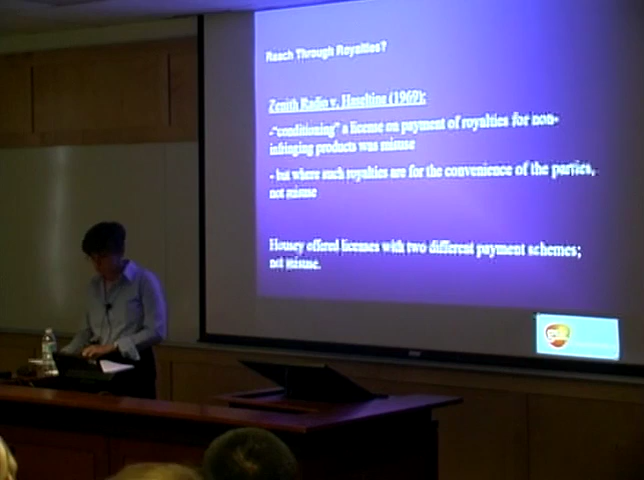 Reach Through Royalties?
Zenith Radio v. Haseltine (1969):
-"conditioning" a license on payment of royalties for non-
infringing products was misuse
- but where such royalties are for the convenience of the parties,
not misuse
Housey offered licenses with two different payment schemes;
not misuse.